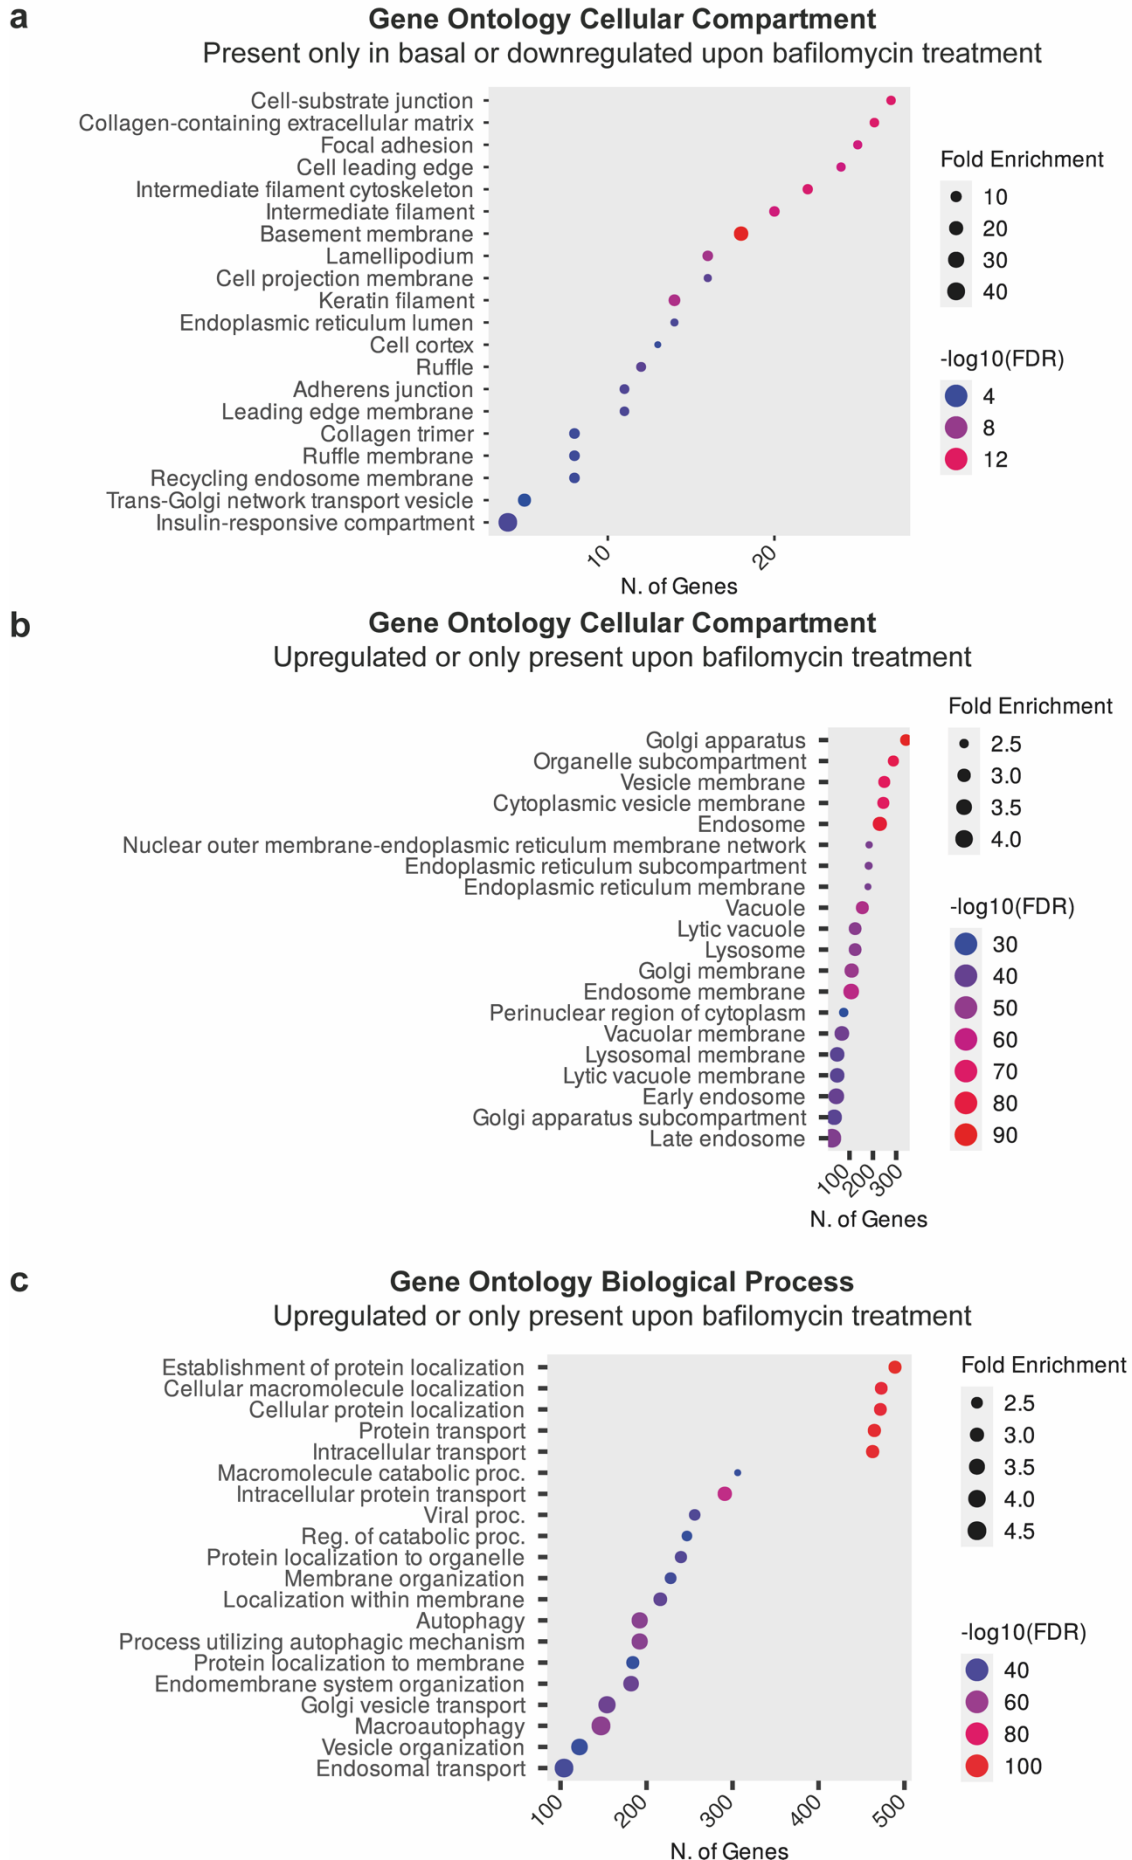 a
Gene Ontology Cellular Compartment
Present only in basal or downregulated upon bafilomycin treatment
Cell-substrate junction
Collagen-containing extracellular matrix
Focal adhesion
Cell leading edge
Intermediate filament cytoskeleton
Intermediate filament
Basement membrane
Lamellipodium
Cell projection membrane
Keratin filament
Endoplasmic reticulum lumen
Cell cortex
Ruffle
Adherens junction
Leading edge membrane
Collagen trimer
Ruffle membrane
Recycling endosome membrane
Trans-Golgi network transport vesicle
Insulin-responsive compartment
10
20
N. of Genes
Fold Enrichment
10
20
30
40
-log10(FDR)
4
8
12
b
Gene Ontology Cellular Compartment
Upregulated or only present upon bafilomycin treatment
Golgi apparatus
Organelle subcompartment
Vesicle membrane
Cytoplasmic vesicle membrane
Endosome
Nuclear outer membrane-endoplasmic reticulum membrane network
Endoplasmic reticulum subcompartment
Endoplasmic reticulum membrane
Vacuole
Lytic vacuole
Lysosome
Golgi membrane
Endosome membrane
Perinuclear region of cytoplasm
Vacuolar membrane
Lysosomal membrane
Lytic vacuole membrane
Early endosome
Golgi apparatus subcompartment
Late endosome
100
200
300
N. of Genes
Fold Enrichment
2.5
3.0
3.5
4.0
-log10(FDR)
30
40
50
60
70
80
90
c
Gene Ontology Biological Process
Upregulated or only present upon bafilomycin treatment
Establishment of protein localization
Cellular macromolecule localization
Cellular protein localization
Protein transport
Intracellular transport
Macromolecule catabolic proc.
Intracellular protein transport
Viral proc.
Reg. of catabolic proc.
Protein localization to organelle
Membrane organization
Localization within membrane
Autophagy
Process utilizing autophagic mechanism
Protein localization to membrane
Endomembrane system organization
Golgi vesicle transport
Macroautophagy
Vesicle organization
Endosomal transport
100
200
300
400
500
N. of Genes
Fold Enrichment
2.5
3.0
3.5
4.0
4.5
-log10(FDR)
40
60
80
100